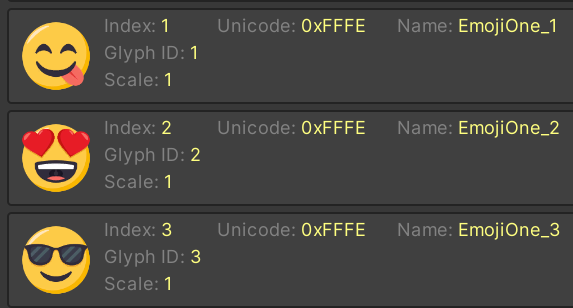 Index: 1 Unicode: 0xFFFE Name: EmojiOne_1
Glyph ID: 1
Scale: 1
Index: 2 Unicode: 0xFFFE Name: EmojiOne_2
Glyph ID: 2
Scale: 1
Index: 3 Unicode: 0xFFFE Name: EmojiOne_3
Glyph ID: 3
Scale: 1